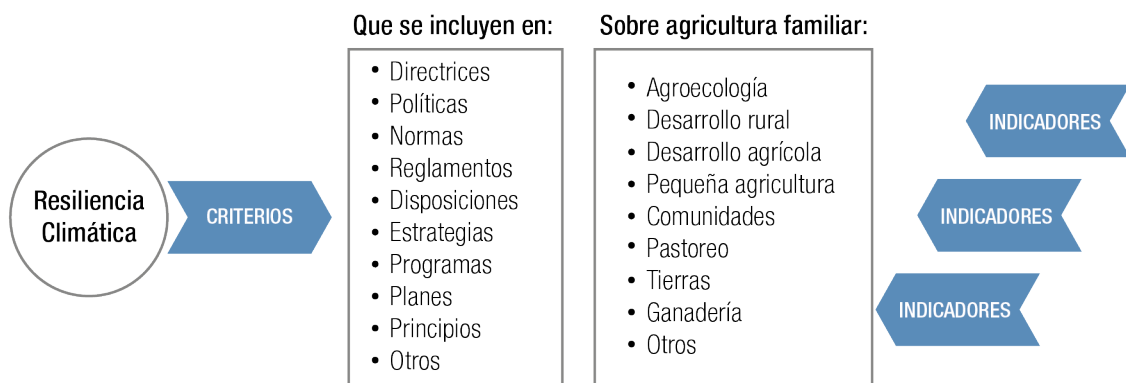 Resiliencia
Climática
CRITERIOS
Que se incluyen en:
• Directrices
• Políticas
• Normas
• Reglamentos
• Disposiciones
• Estrategias
• Programas
• Planes
• Principios
• Otros
Sobre agricultura familiar:
• Agroecología
• Desarrollo rural
• Desarrollo agrícola
• Pequeña agricultura
• Comunidades
• Pastoreo
• Tierras
• Ganadería
• Otros
INDICADORES
INDICADORES
INDICADORES